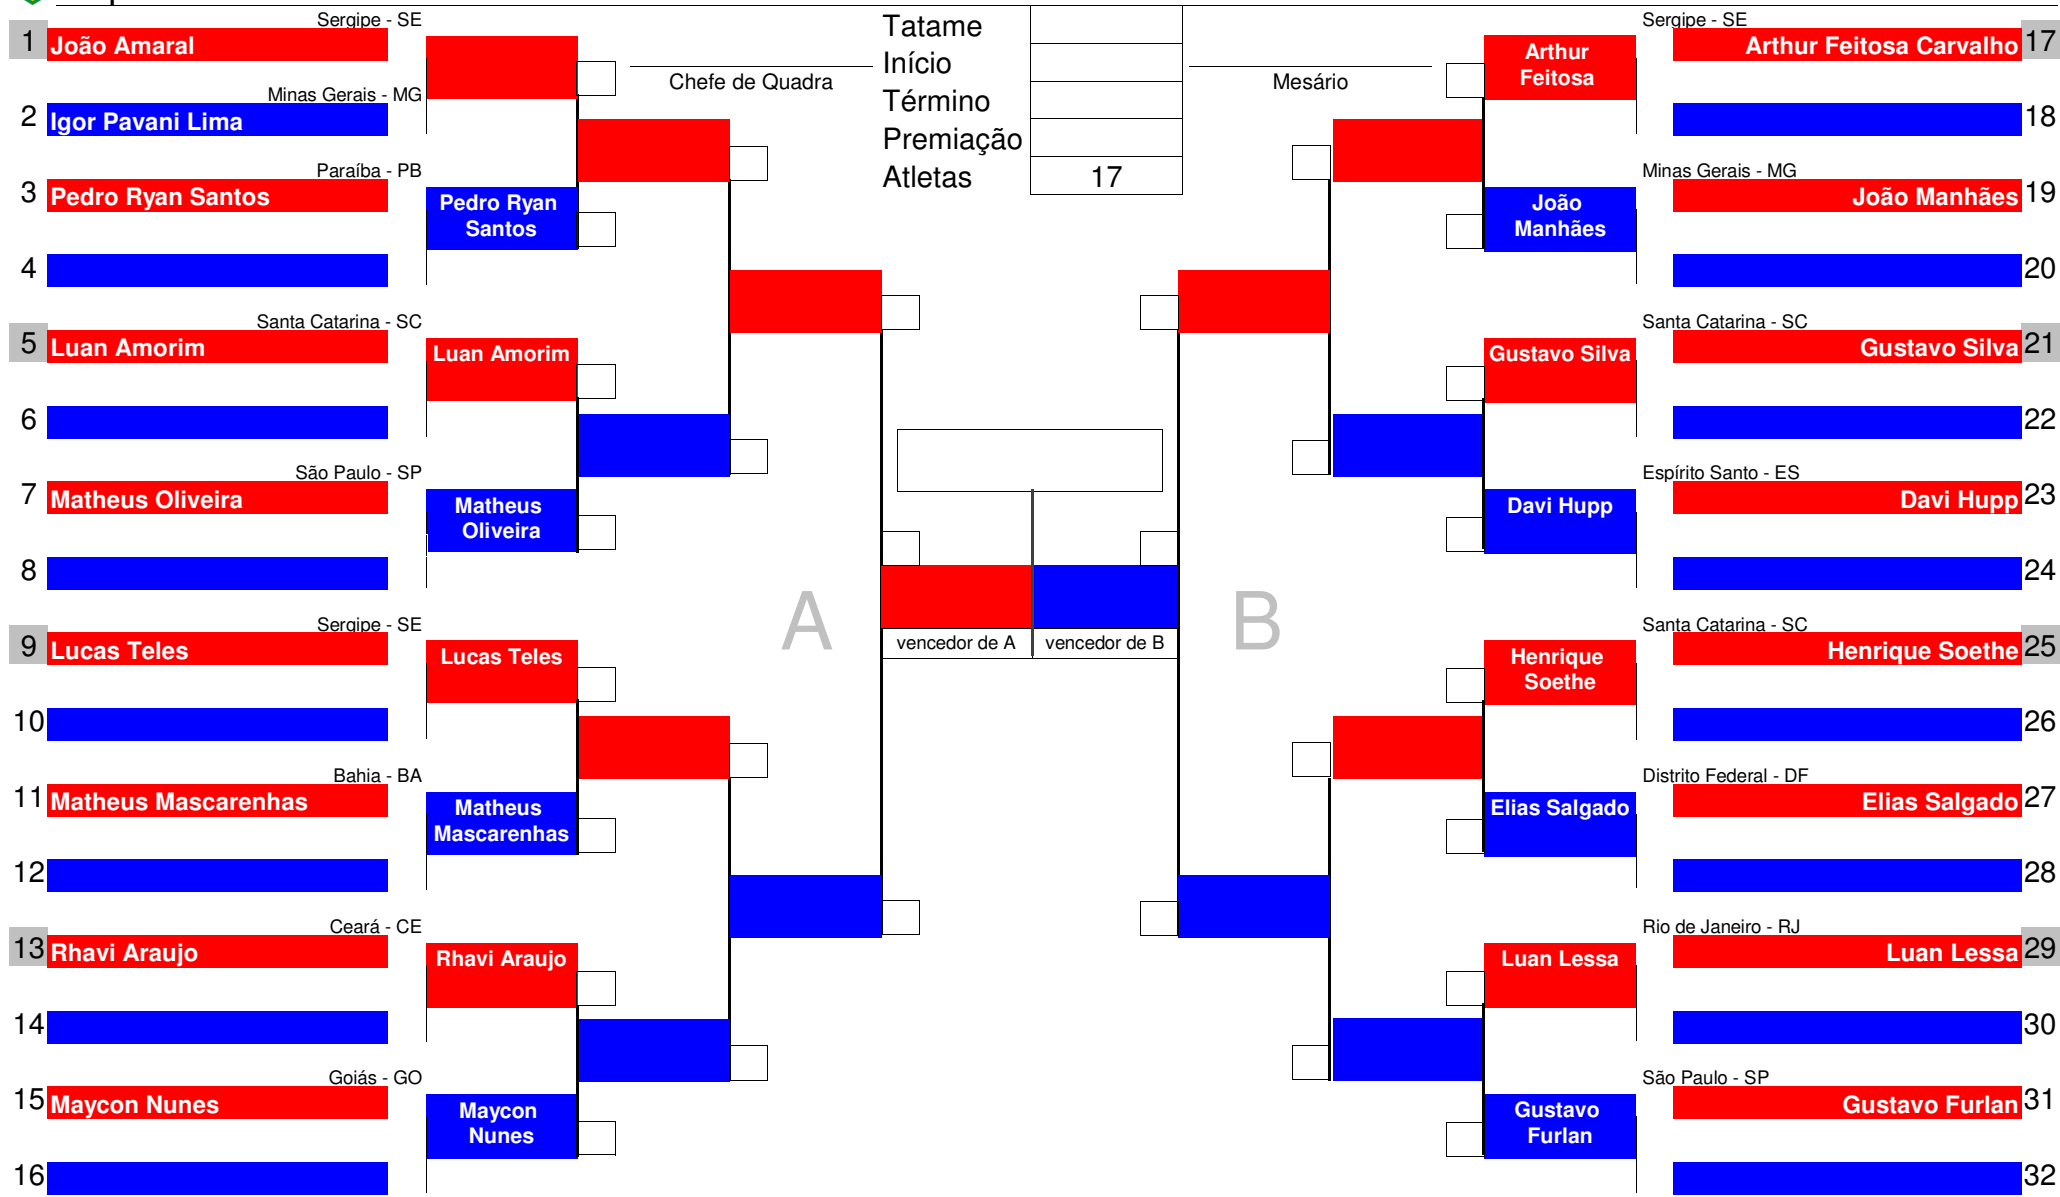 Sergipe - SE
1 João Amaral
Minas Gerais - MG
2 Igor Pavani Lima
Paraíba - PB
3 Pedro Ryan Santos
Pedro Ryan
Santos
4
Santa Catarina - SC
5 Luan Amorim
Luan Amorim
6
São Paulo - SP
7 Matheus Oliveira
Matheus
Oliveira
8
Sergipe - SE
9 Lucas Teles
Lucas Teles
10
Bahia - BA
11 Matheus Mascarenhas
Matheus
Mascarenhas
12
Ceará - CE
13 Rhavi Araujo
Rhavi Araujo
14
Goiás - GO
15 Maycon Nunes
Maycon
Nunes
16
Chefe de Quadra
Tatame
Início
Término
Premiação
Atletas 17
Mesário
A
B
vencedor de A
vencedor de B
Sergipe - SE
Arthur Feitosa Carvalho 17
Arthur
Feitosa
18
Minas Gerais - MG
João Manhães 19
João
Manhães
20
Santa Catarina - SC
Gustavo Silva 21
Gustavo Silva
22
Espírito Santo - ES
Davi Hupp 23
Davi Hupp
24
Santa Catarina - SC
Henrique Soethe 25
Henrique
Soethe
26
Distrito Federal - DF
Elias Salgado 27
Elias Salgado
28
Rio de Janeiro - RJ
Luan Lessa 29
Luan Lessa
30
São Paulo - SP
Gustavo Furlan 31
Gustavo
Furlan
32